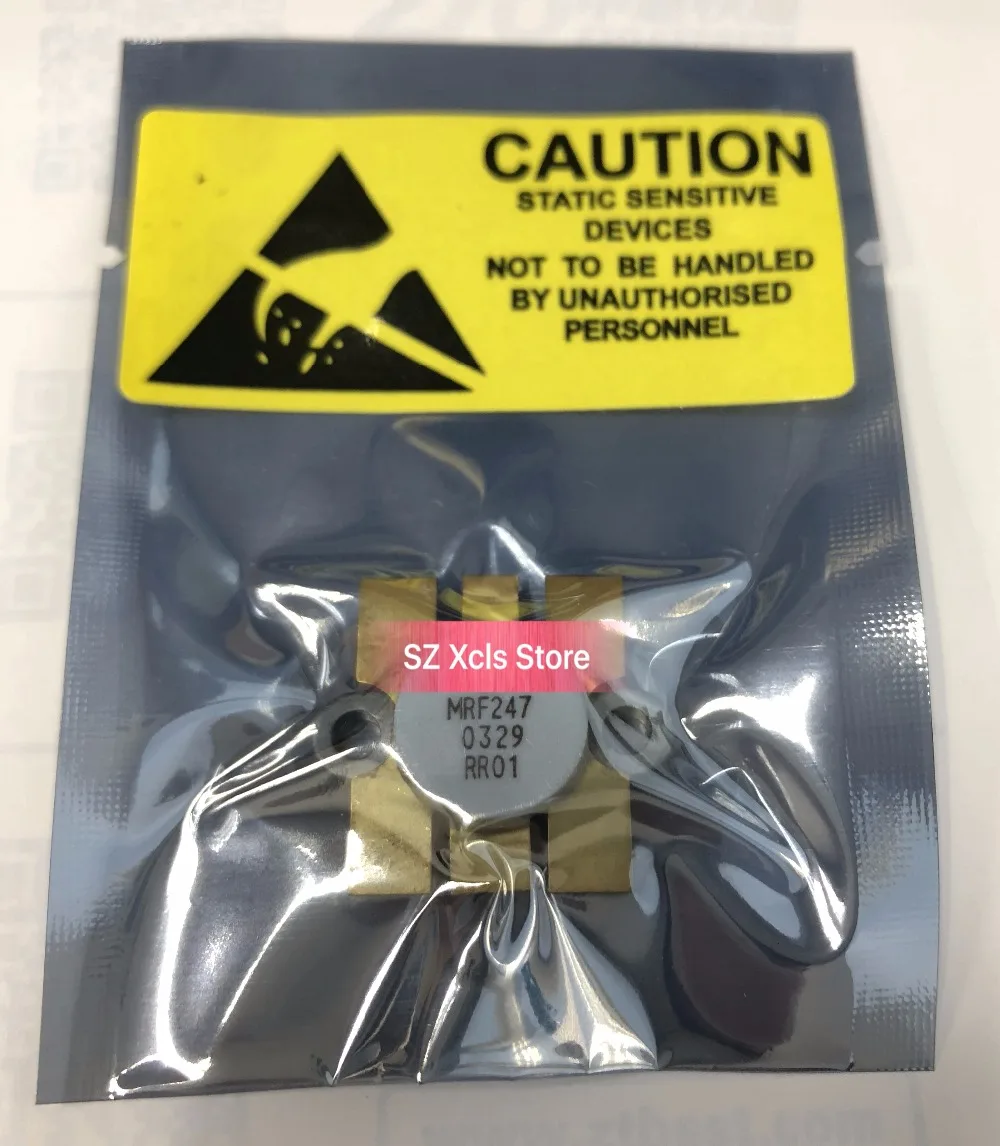 CAUTION
STATIC SENSITIVE
DEVICES
NOT TO BE HANDLED
BY UNAUTHORISED
PERSONNEL
SZ Xcls Store
MRF247
0329
RR01